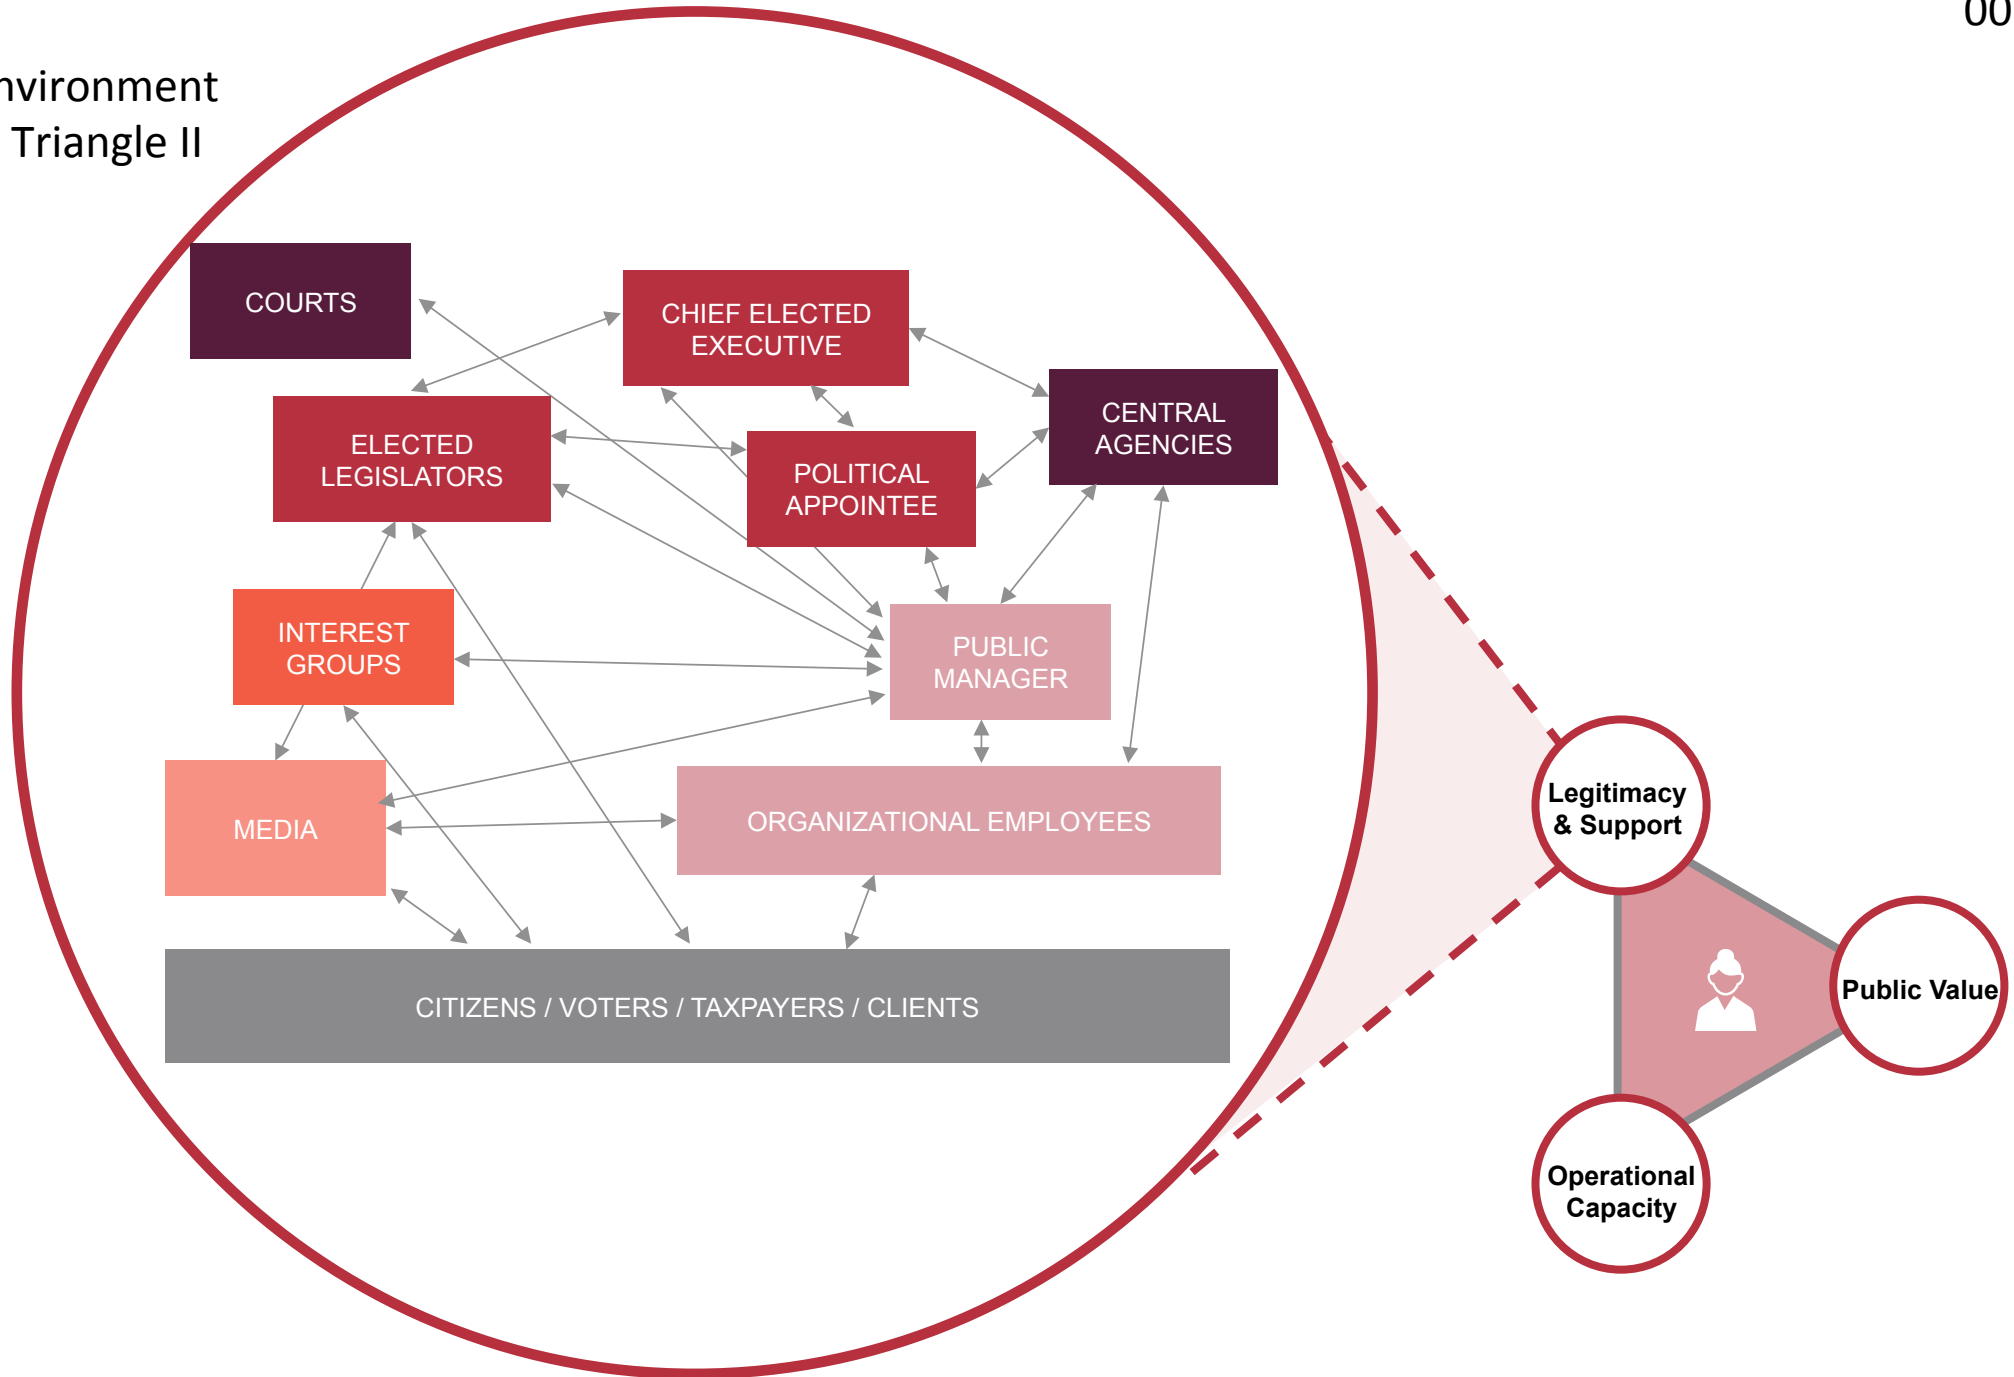 00
nvironment
Triangle II
COURTS
CHIEF ELECTED
EXECUTIVE
CENTRAL
AGENCIES
ELECTED
LEGISLATORS
POLITICAL
APPOINTEE
INTEREST
GROUPS
PUBLIC
MANAGER
MEDIA
ORGANIZATIONAL EMPLOYEES
CITIZENS / VOTERS / TAXPAYERS / CLIENTS
Legitimacy
& Support
Public Value
Operational
Capacity